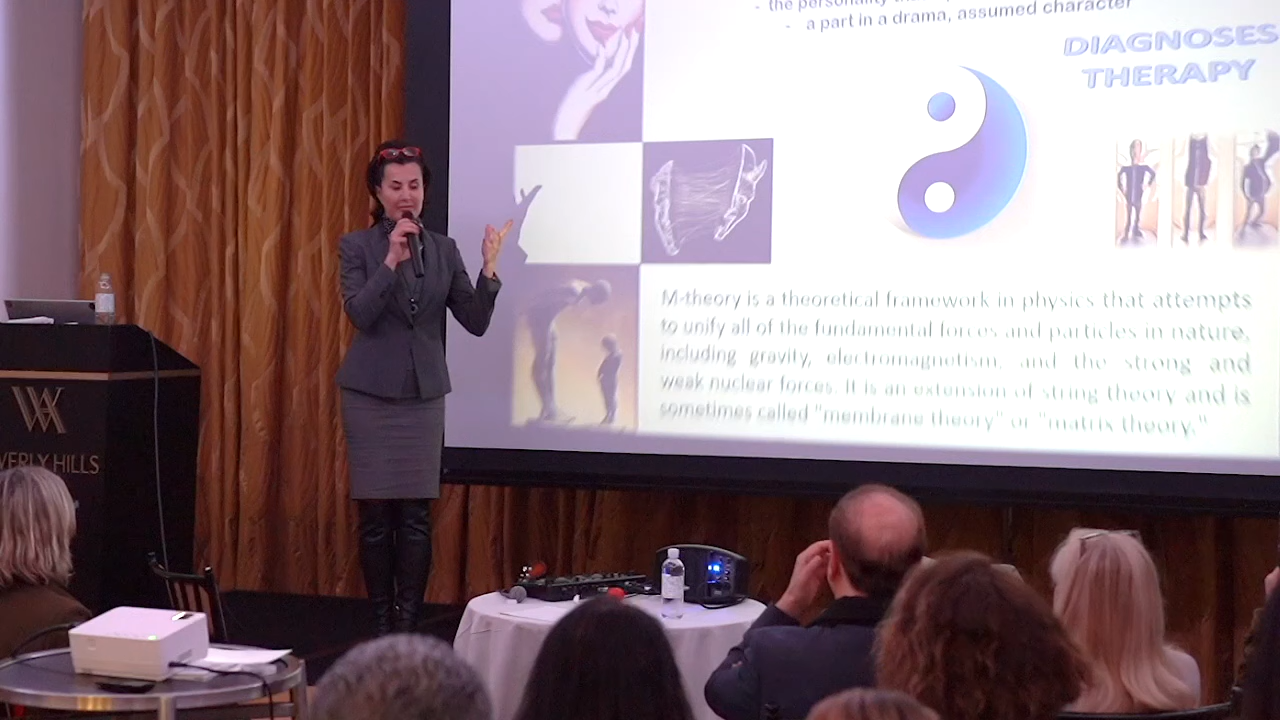 - the personality
- a part in a drama, assumed character
DIAGNOSES
THERAPY
M-theory is a theoretical framework in physics that attempts
to unify all of the fundamental forces and particles in nature,
including gravity, electromagnetism, and the strong and
weak nuclear forces. It is an extension of string theory and is
sometimes called "membrane theory" or "matrix theory."
WA
VERLY HILLS